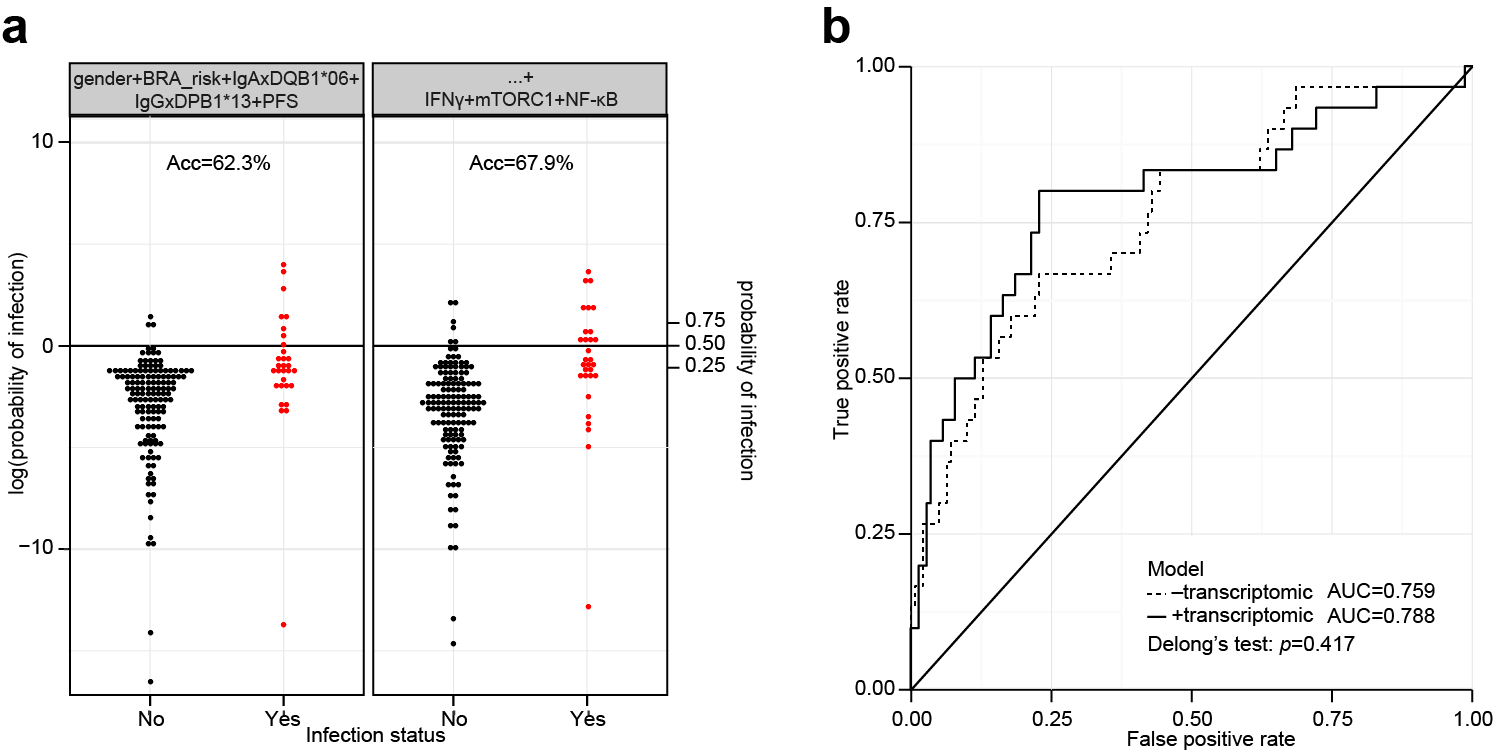 a
gender+BRA_risk+IgAxDQB1*06+
IgGxDPB1*13+PFS
...+
IFNγ+mTORC1+NF-κB
Acc=62.3%
Acc=67.9%
10
0
−10
log(probability of infection)
0.75
0.50
0.25
probability of infection
No
Yes
No
Yes
Infection status
b
1.00
0.75
0.50
0.25
0.00
True positive rate
Model
−transcriptomic AUC=0.759
+transcriptomic AUC=0.788
Delong's test: p=0.417
0.00
0.25
0.50
0.75
1.00
False positive rate